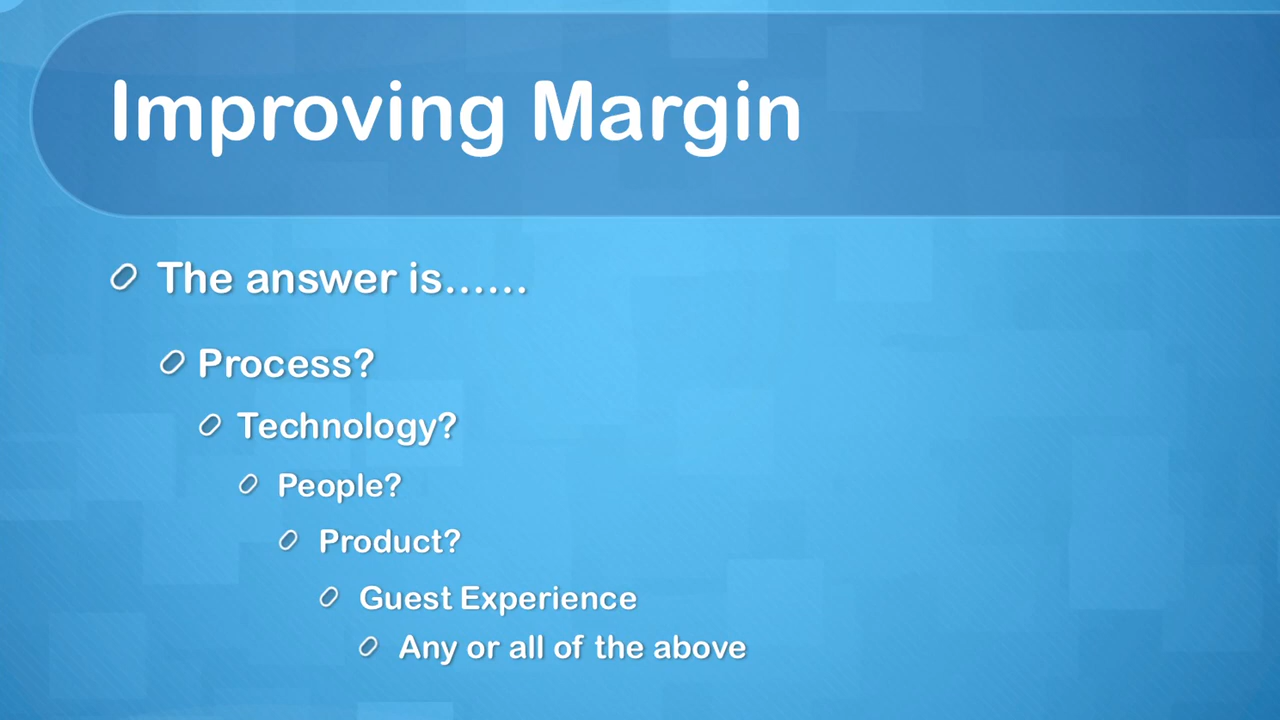 Improving Margin
The answer is......
Process?
Technology?
People?
Product?
Guest Experience
Any or all of the above